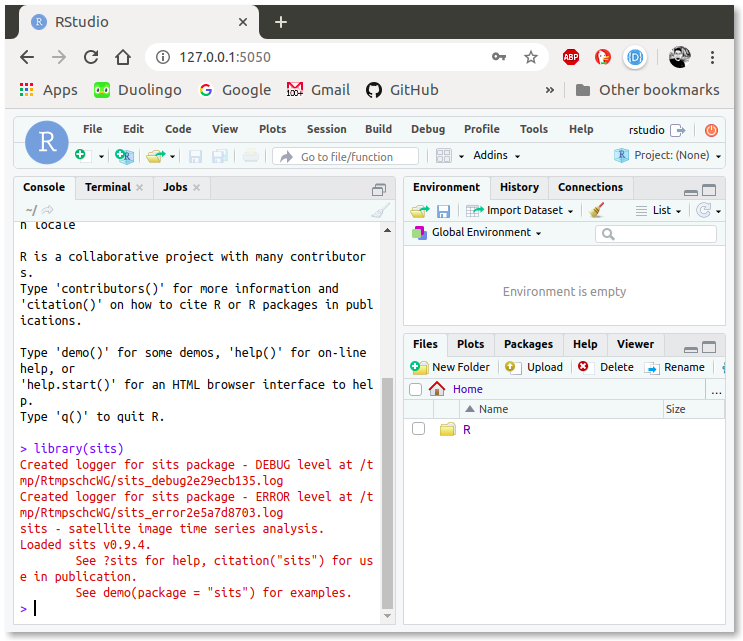 RStudio
127.0.0.1:5050
ABP
Apps Duolingo Google 100+ Gmail GitHub » Other bookmarks
R File Edit Code View Plots Session Build Debug Profile Tools Help rstudio
Go to file/function Addins Project: (None)
Console Terminal Jobs
~/
n locale
R is a collaborative project with many contributor
s.
Type 'contributors()' for more information and
'citation()' on how to cite R or R packages in publ
ications.
Type 'demo()' for some demos, 'help()' for on-line
help, or
'help.start()' for an HTML browser interface to hel
p.
Type 'q()' to quit R.
> library(sits)
Created logger for sits package - DEBUG level at /t
mp/RtmpschcWG/sits_debug2e29ecb135.log
Created logger for sits package - ERROR level at /t
mp/RtmpschcWG/sits_error2e5a7d8703.log
sits - satellite image time series analysis.
Loaded sits v0.9.4.
See ?sits for help, citation("sits") for us
e in publication.
See demo(package = "sits") for examples.
>
Environment History Connections
Import Dataset List
Global Environment
Environment is empty
Files Plots Packages Help Viewer
New Folder Upload Delete Rename
Home ...
Name Size
R